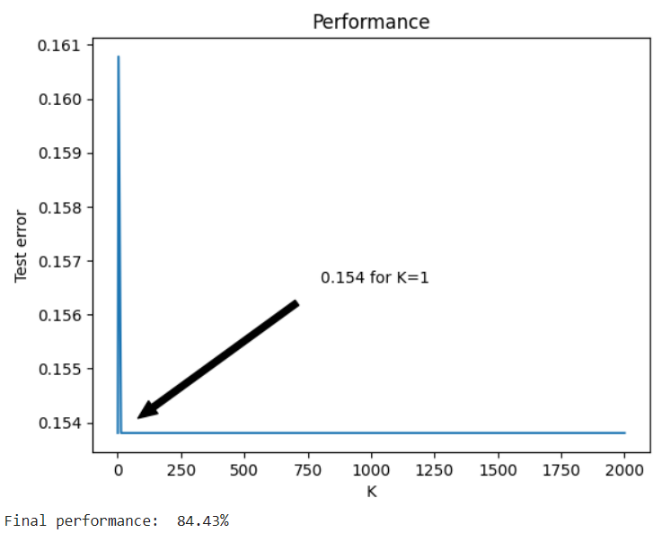 Performance
0.161
0.160
0.159
0.158
0.157
0.156
0.155
0.154
Test error
0.154 for K=1
0 250 500 750 1000 1250 1500 1750 2000
K
Final performance: 84.43%